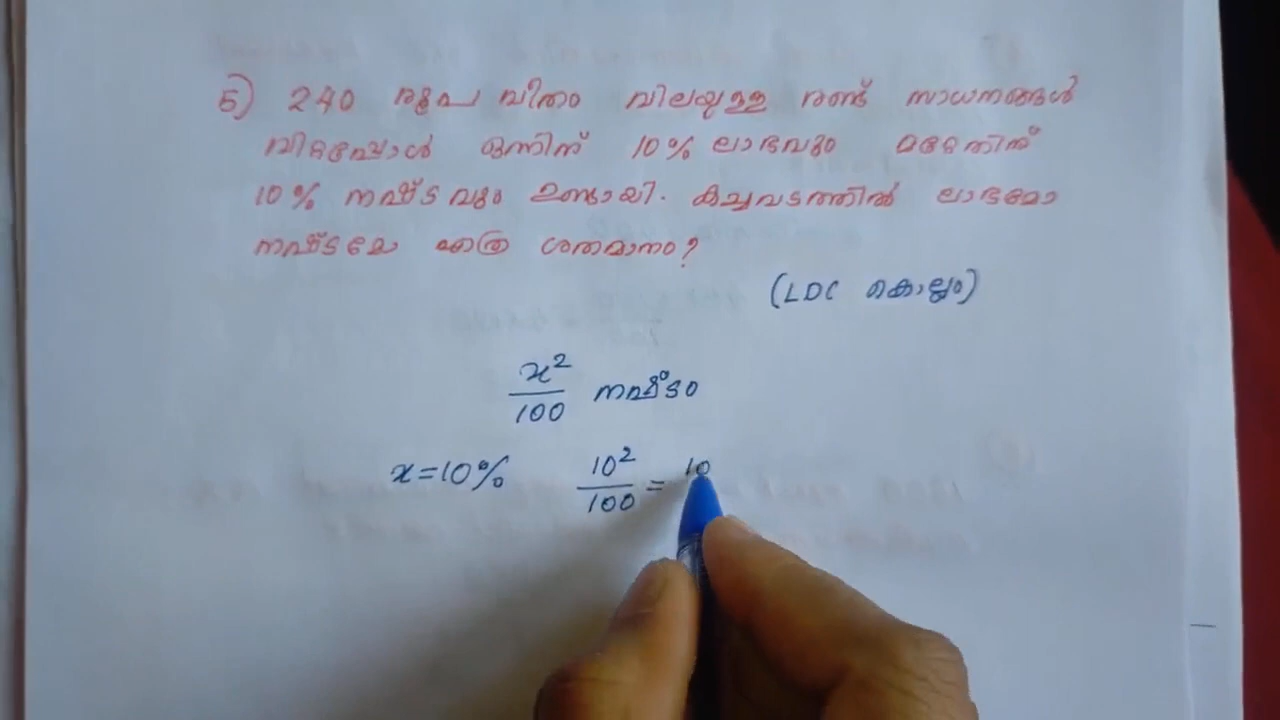 5) 240 രൂപ വീതം വിലയുള്ള രണ്ട് സാധനങ്ങൾ
വിറ്റപ്പോൾ ഒന്നിന് 10% ലാഭവും മറ്റേതിന്
10% നഷ്ടവും ഉണ്ടായി. കച്ചവടത്തിൽ ലാഭമോ
നഷ്ടമോ എത്ര ശതമാനം?
(LDC കൊല്ലം)
x²/100 നഷ്ടം
x=10% 10²/100 = 10